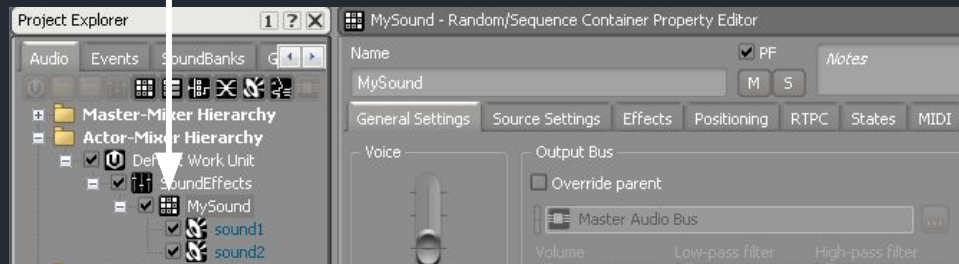 Project Explorer
1 ? X
Audio Events SoundBanks G
Master-Mixer Hierarchy
Actor-Mixer Hierarchy
Default Work Unit
SoundEffects
MySound
sound1
sound2
MySound - Random/Sequence Container Property Editor
Name
PF
Notes
MySound
M S
General Settings Source Settings Effects Positioning RTPC States MIDI
Voice
Output Bus
Override parent
Master Audio Bus
...
Volume Low-pass filter High-pass filter